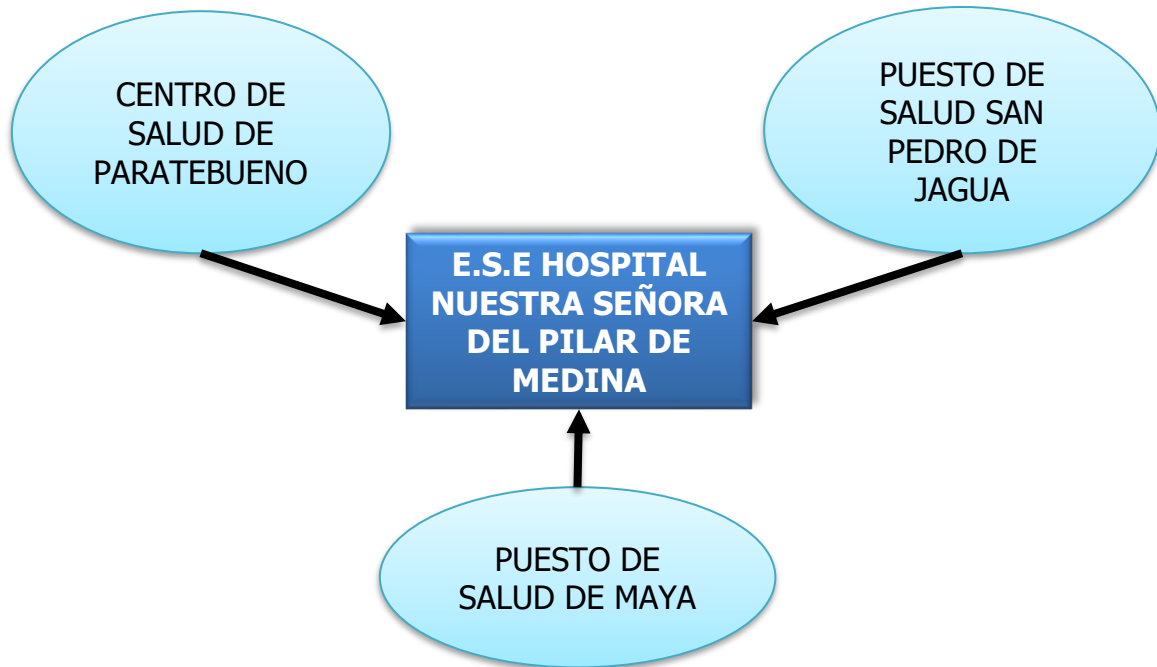 CENTRO DE
SALUD DE
PARATEBUENO
PUESTO DE
SALUD SAN
PEDRO DE
JAGUA
E.S.E HOSPITAL
NUESTRA SEÑORA
DEL PILAR DE
MEDINA
PUESTO DE
SALUD DE MAYA